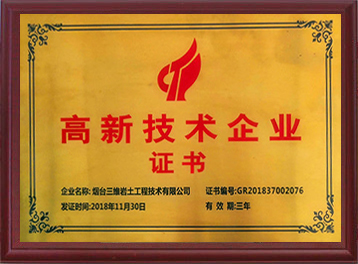 高新技术企业
证书
企业名称:烟台三维岩土工程技术有限公司 证书编号:GR201837002076
发证时间:2018年11月30日 有效期:三年